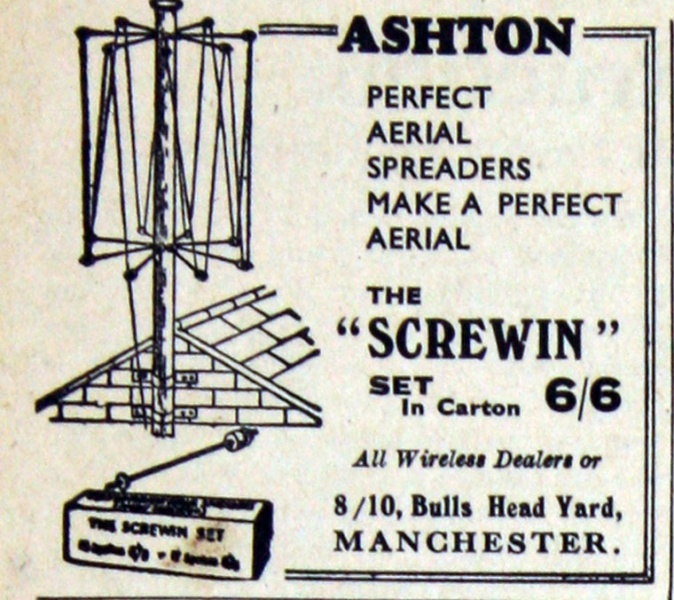 ASHTON
PERFECT
AERIAL
SPREADERS
MAKE A PERFECT
AERIAL
THE
“SCREWIN”
SET
In Carton 6/6
All Wireless Dealers or
8/10, Bulls Head Yard,
MANCHESTER.
THE SCREWIN SET